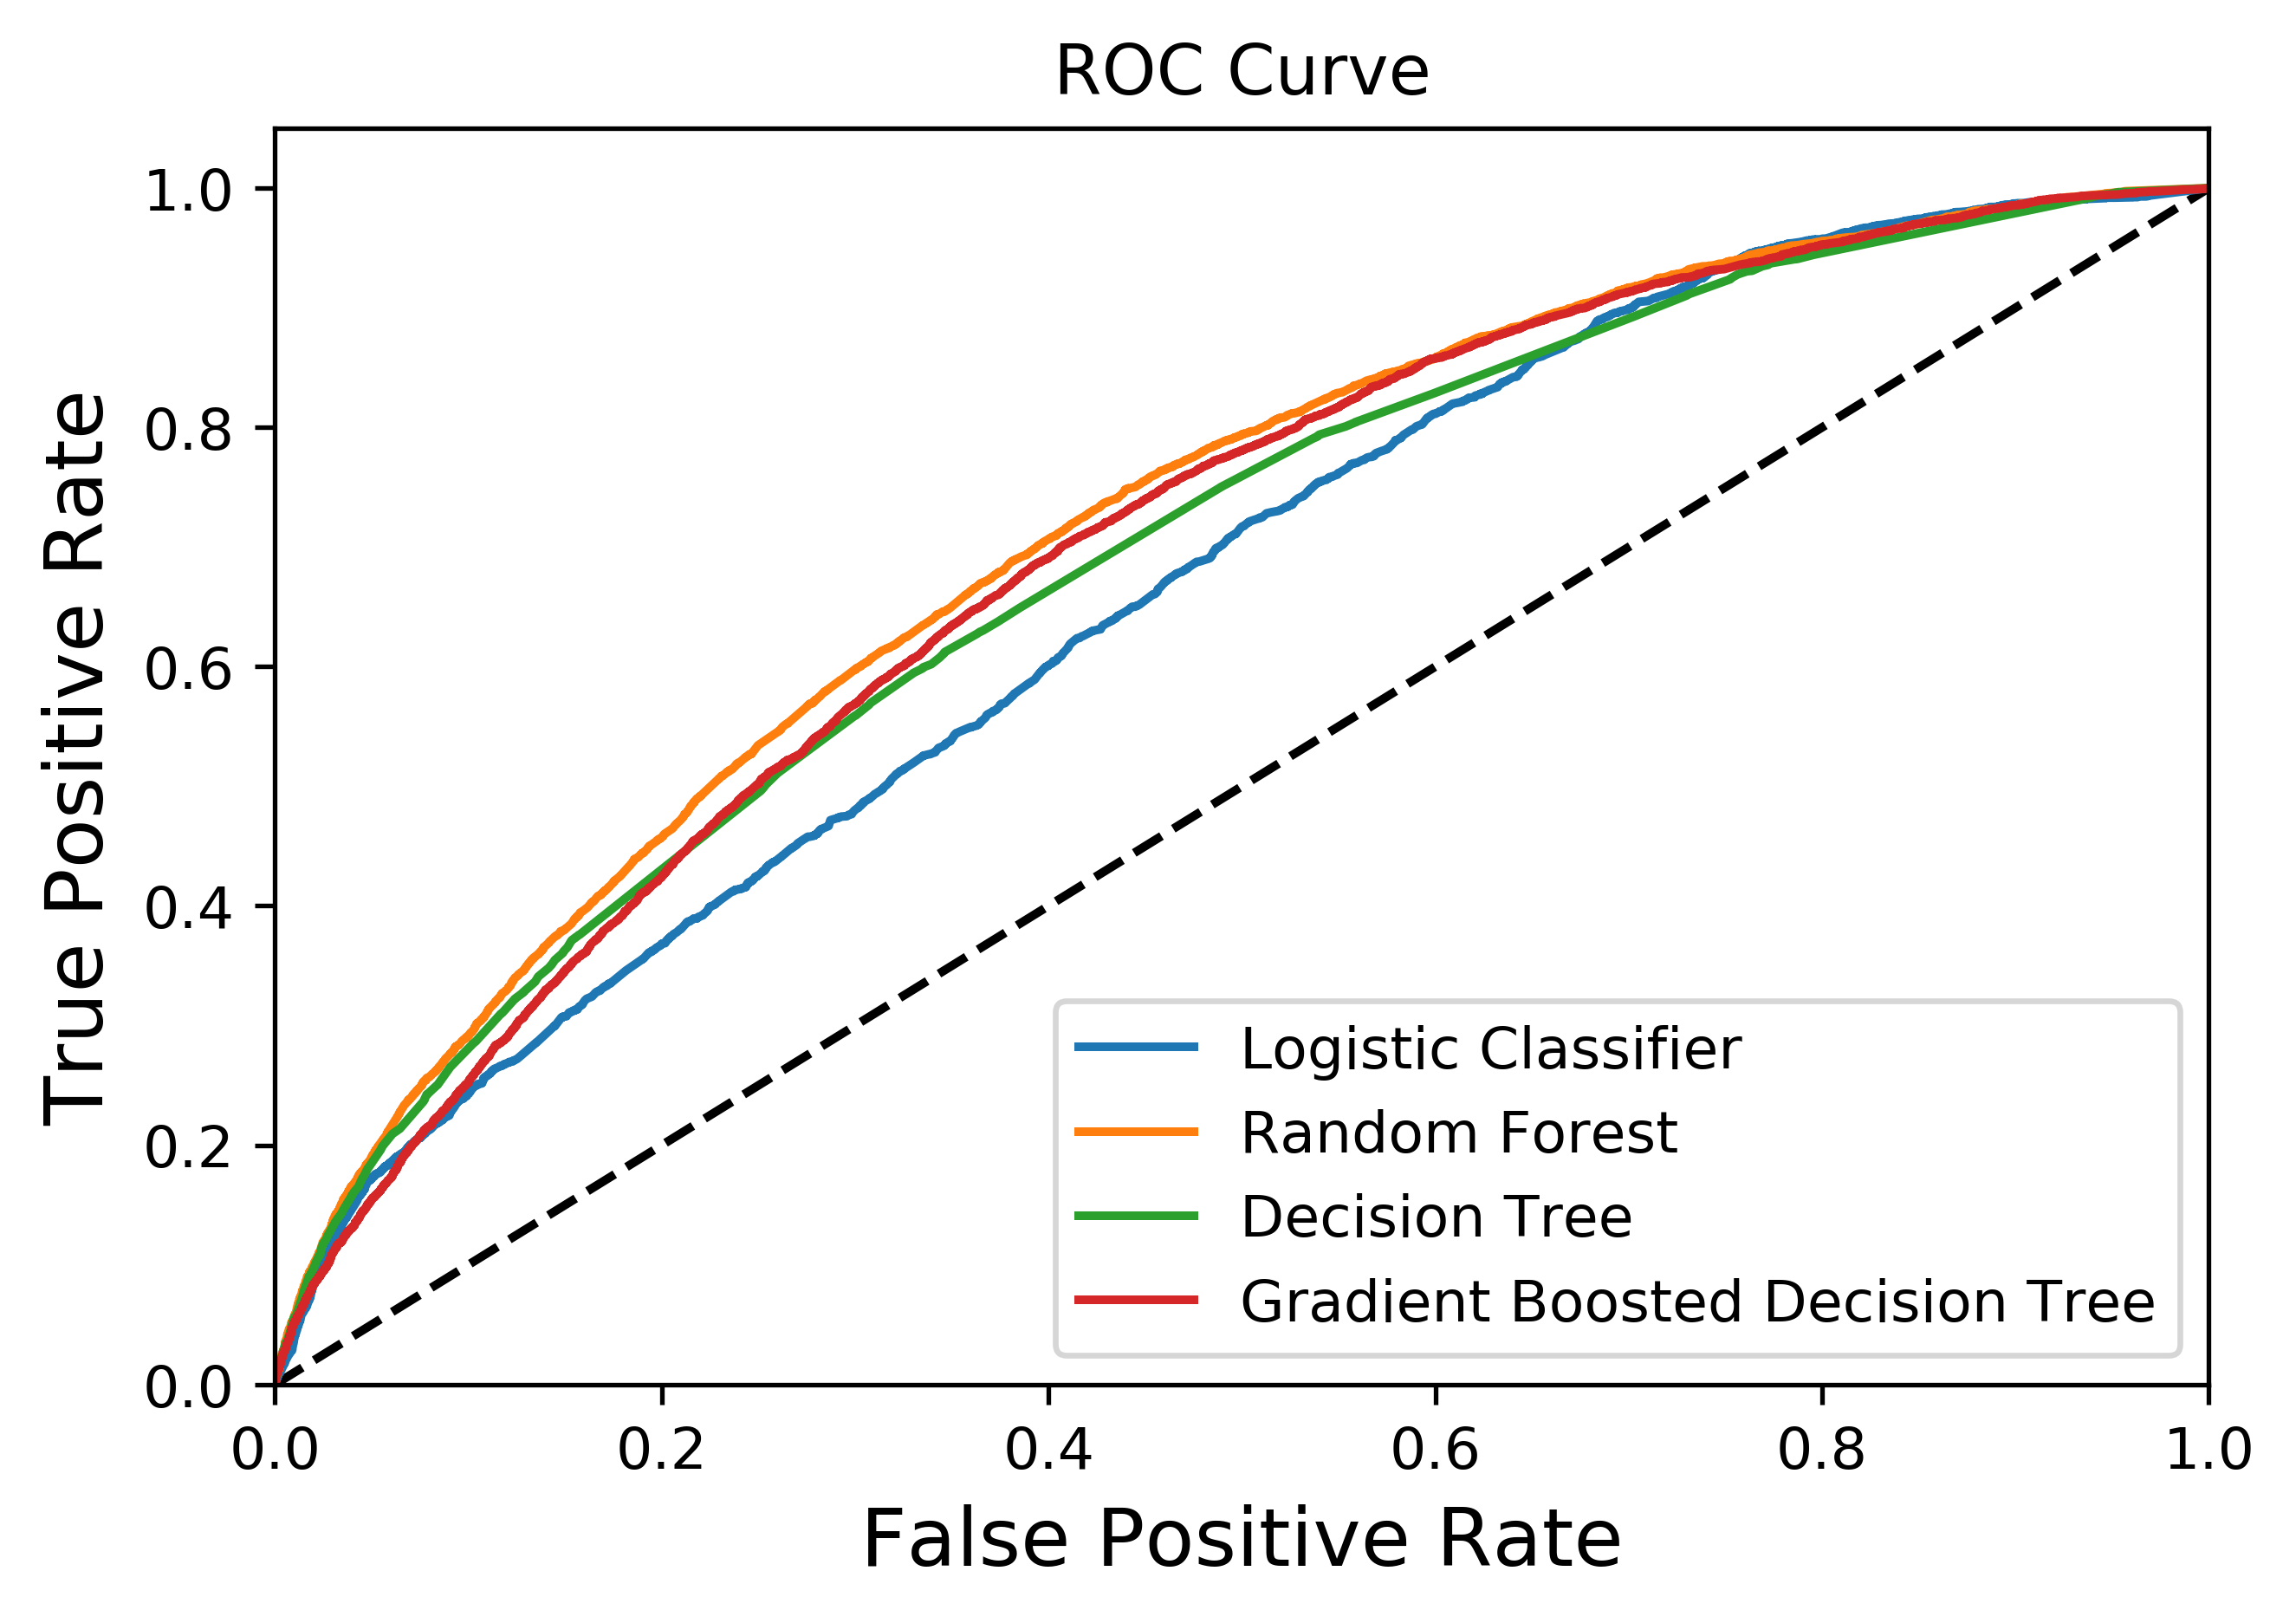 ROC Curve
True Positive Rate
1.0
0.8
0.6
0.4
0.2
0.0
Logistic Classifier
Random Forest
Decision Tree
Gradient Boosted Decision Tree
0.0 0.2 0.4 0.6 0.8 1.0
False Positive Rate